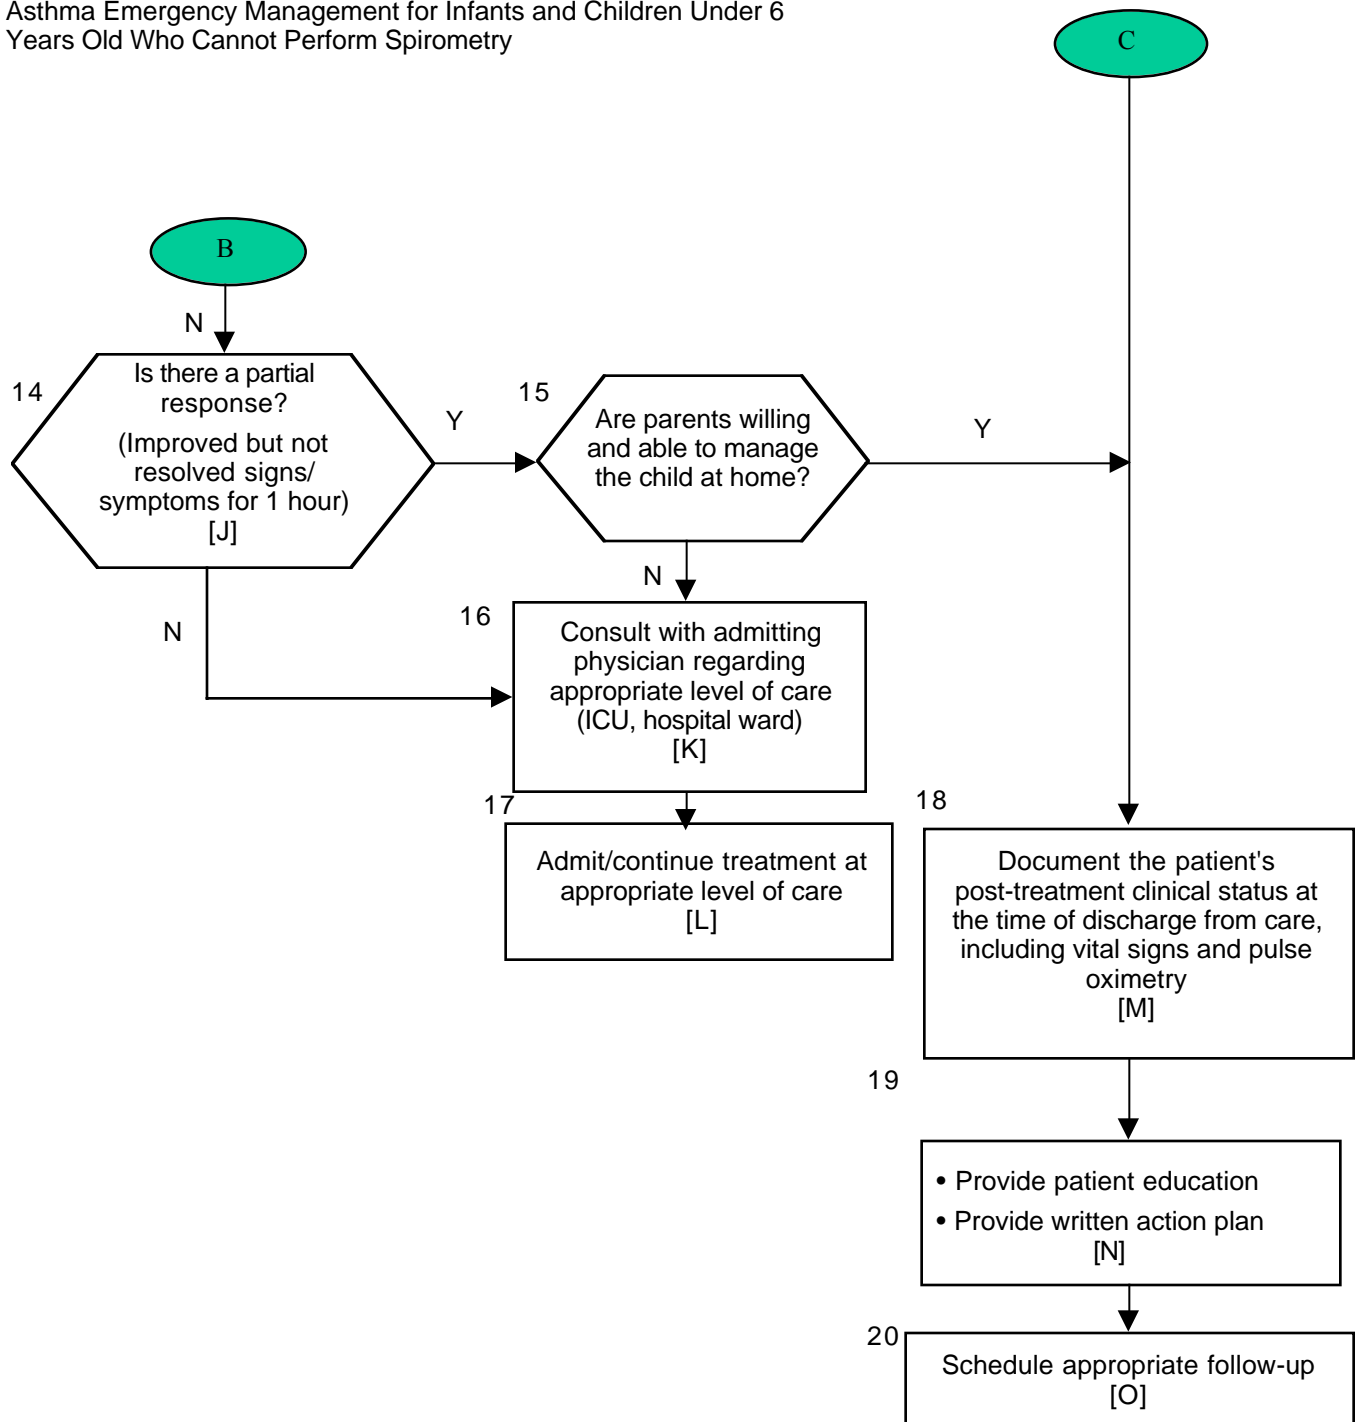 Asthma Emergency Management for Infants and Children Under 6
Years Old Who Cannot Perform Spirometry
C
B
N
14
Is there a partial
response?
(Improved but not
resolved signs/
symptoms for 1 hour)
[J]
Y
15
Are parents willing
and able to manage
the child at home?
Y
N
N
16
Consult with admitting
physician regarding
appropriate level of care
(ICU, hospital ward)
[K]
17
Admit/continue treatment at
appropriate level of care
[L]
18
Document the patient's
post-treatment clinical status at
the time of discharge from care,
including vital signs and pulse
oximetry
[M]
19
• Provide patient education
• Provide written action plan
[N]
20
Schedule appropriate follow-up
[O]